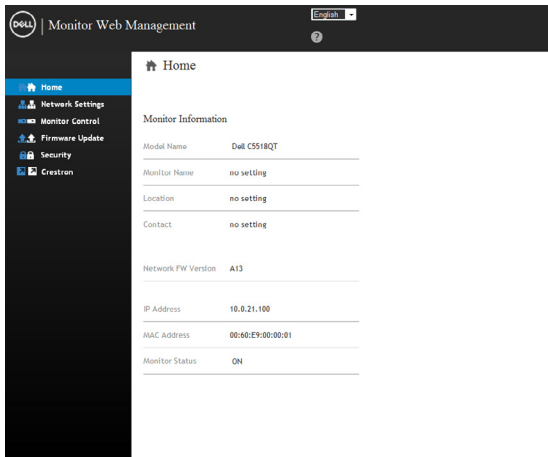 DELL | Monitor Web Management
English
?
Home
Network Settings
Monitor Control
Firmware Update
Security
Crestron
Home
Monitor Information
Model Name Dell C5518QT
Monitor Name no setting
Location no setting
Contact no setting
Network FW Version A13
IP Address 10.0.21.100
MAC Address 00:60:E9:00:00:01
Monitor Status ON